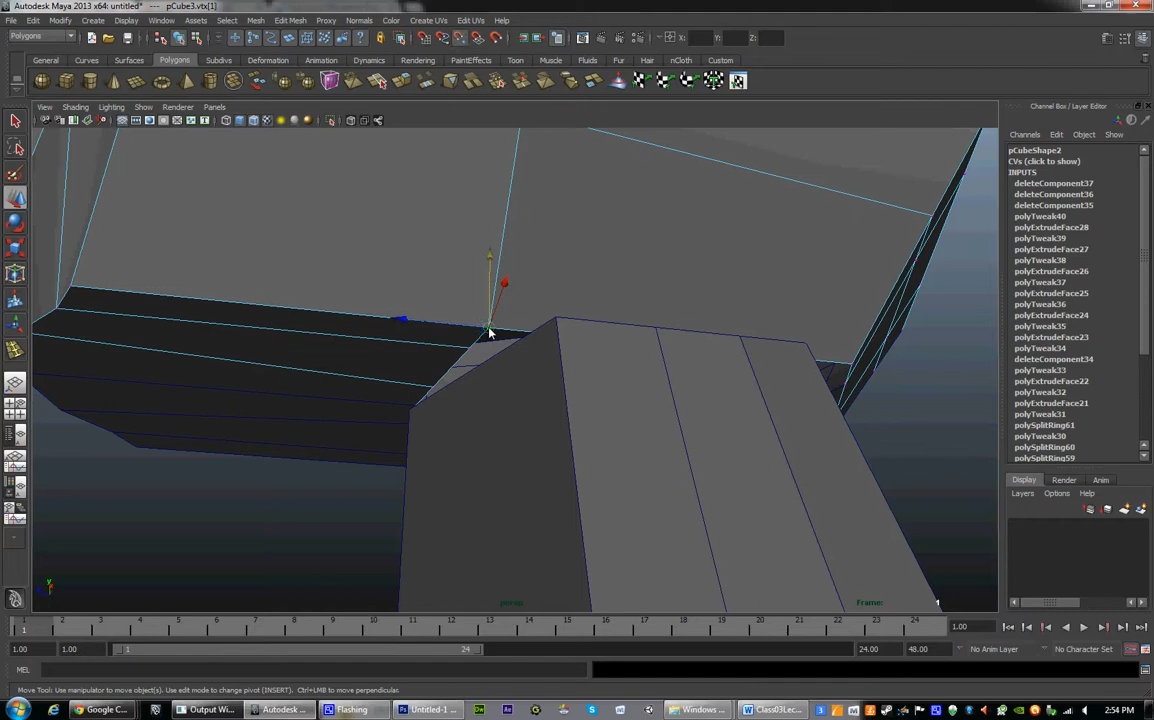 Autodesk Maya 2013 x64: untitled* --- pCube3.vtx[1]
File Edit Modify Create Display Window Assets Select Mesh Edit Mesh Proxy Normals Color Create UVs Edit UVs Help
Polygons X: Y: Z:
General Curves Surfaces Polygons Subdivs Deformation Animation Dynamics Rendering PaintEffects Toon Muscle Fluids Fur Hair nCloth Custom
View Shading Lighting Show Renderer Panels
Channel Box / Layer Editor
Channels Edit Object Show
pCubeShape2
CVs (click to show)
INPUTS
deleteComponent37
deleteComponent36
deleteComponent35
polyTweak40
polyExtrudeFace28
polyTweak39
polyExtrudeFace27
polyTweak38
polyExtrudeFace26
polyTweak37
polyExtrudeFace25
polyTweak36
polyExtrudeFace24
polyTweak35
polyExtrudeFace23
polyTweak34
deleteComponent34
polyTweak33
polyExtrudeFace22
polyTweak32
polyExtrudeFace21
polyTweak31
polySplitRing61
polyTweak30
polySplitRing60
polySplitRing59
Display Render Anim
Layers Options Help
y
persp Frame: 1
1 2 3 4 5 6 7 8 9 10 11 12 13 14 15 16 17 18 19 20 21 22 23 24
1 1.00
1.00 1.00 1 24 24.00 48.00 No Anim Layer No Character Set
MEL
Move Tool: Use manipulator to move object(s). Use edit mode to change pivot (INSERT). Ctrl+LMB to move perpendicular.
Google C... Output Wi... Autodesk ... Flashing Untitled-1 ... Windows ... Class03Lec... 2:54 PM